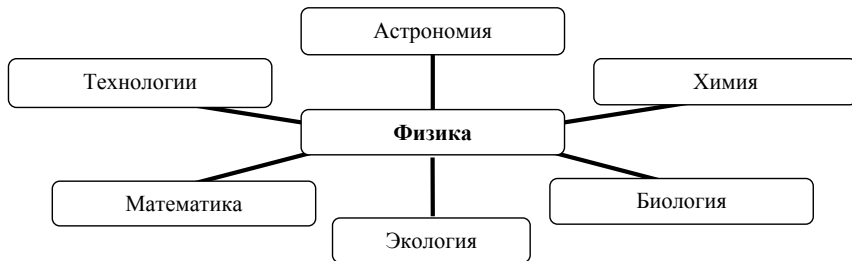 Астрономия
Технологии
Химия
Физика
Математика
Биология
Экология